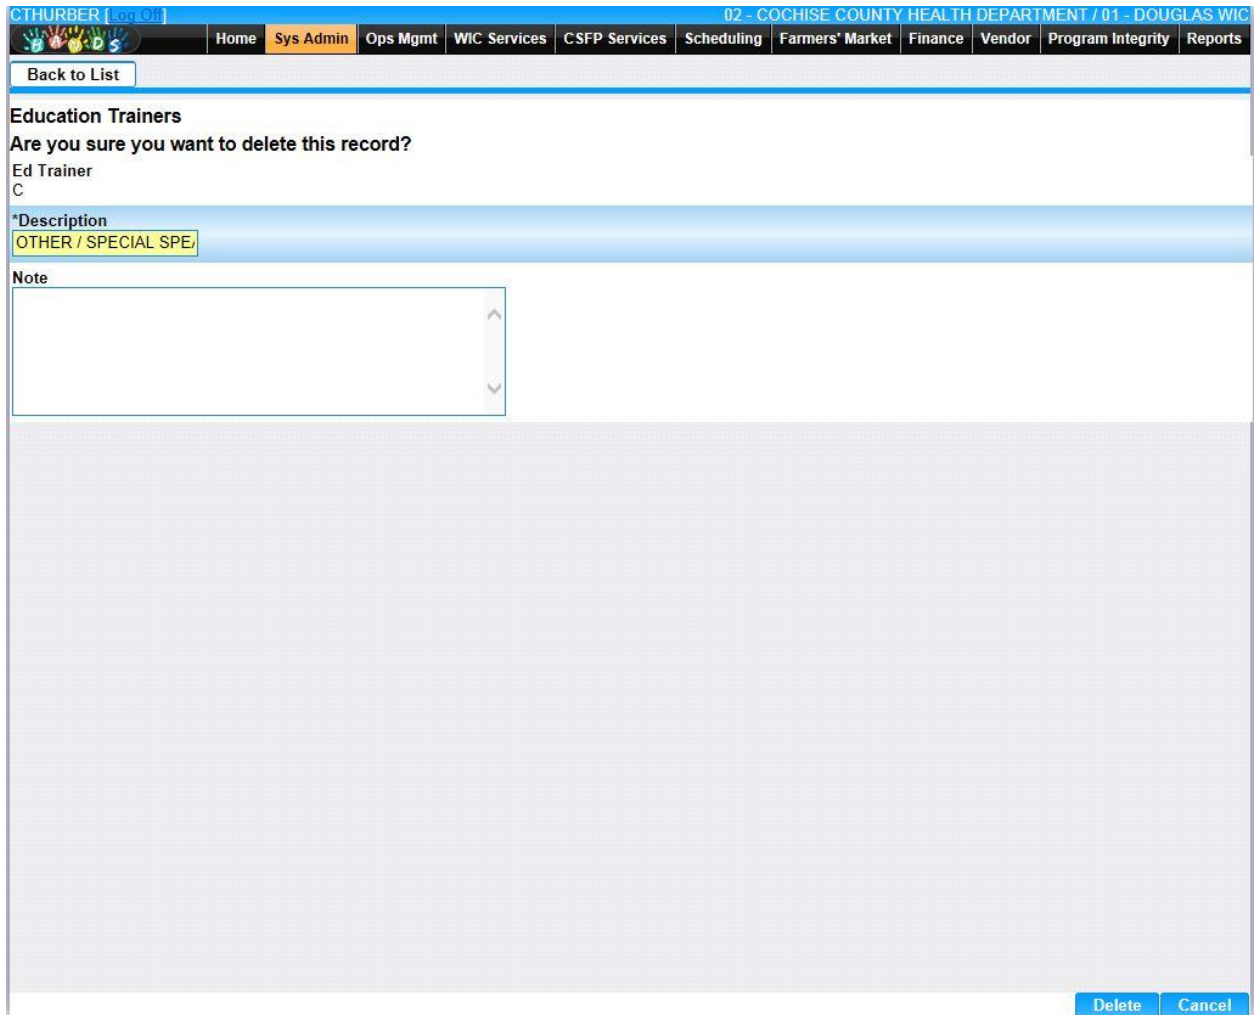 CTHURBER [Log Off] 02 - COCHISE COUNTY HEALTH DEPARTMENT / 01 - DOUGLAS WIC
HANDS Home Sys Admin Ops Mgmt WIC Services CSFP Services Scheduling Farmers' Market Finance Vendor Program Integrity Reports
Back to List
Education Trainers
Are you sure you want to delete this record?
Ed Trainer
C
*Description
OTHER / SPECIAL SPE
Note
Delete Cancel